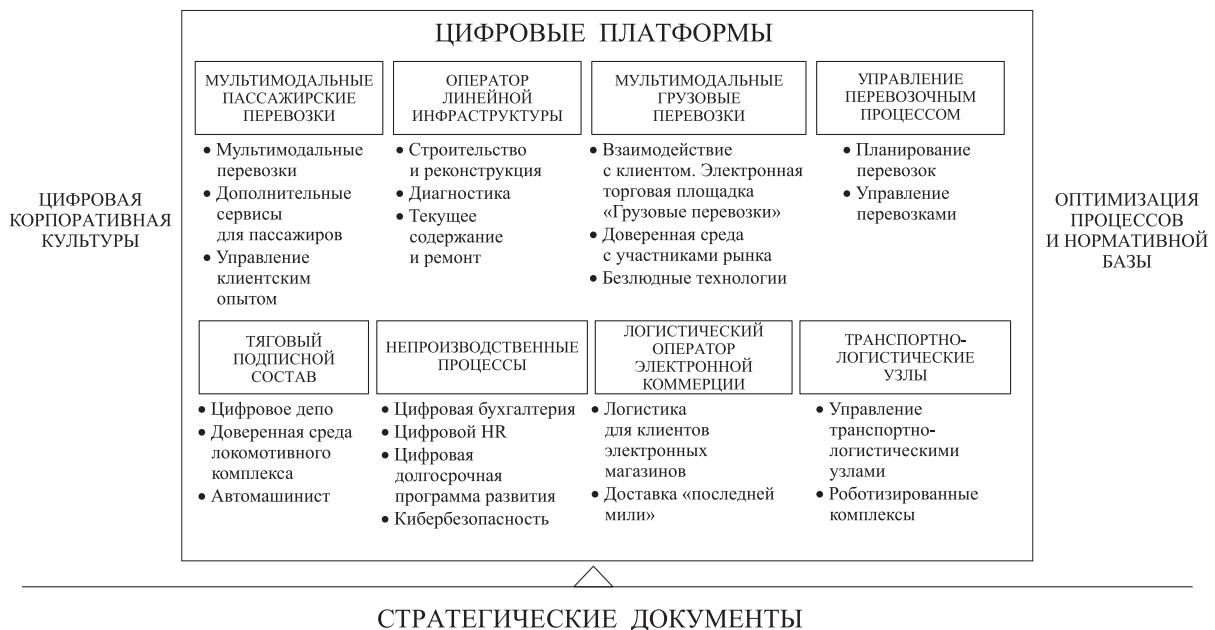 ЦИФРОВЫЕ ПЛАТФОРМЫ
МУЛЬТИМОДАЛЬНЫЕ
ПАССАЖИРСКИЕ
ПЕРЕВОЗКИ
• Мультимодальные
перевозки
• Дополнительные
сервисы
для пассажиров
• Управление
клиентским
опытом
ОПЕРАТОР
ЛИНЕЙНОЙ
ИНФРАСТРУКТУРЫ
• Строительство
и реконструкция
• Диагностика
• Текущее
содержание
и ремонт
МУЛЬТИМОДАЛЬНЫЕ
ГРУЗОВЫЕ
ПЕРЕВОЗКИ
• Взаимодействие
с клиентом. Электронная
торговая площадка
«Грузовые перевозки»
• Доверенная среда
с участниками рынка
• Безлюдные технологии
УПРАВЛЕНИЕ
ПЕРЕВОЗОЧНЫМ
ПРОЦЕССОМ
• Планирование
перевозок
• Управление
перевозками
ЦИФРОВАЯ
КОРПОРАТИВНАЯ
КУЛЬТУРЫ
ОПТИМИЗАЦИЯ
ПРОЦЕССОВ
И НОРМАТИВНОЙ
БАЗЫ
ТЯГОВЫЙ
ПОДПИСНОЙ
СОСТАВ
• Цифровое депо
• Доверенная среда
локомотивного
комплекса
• Автомашинист
НЕПРОИЗВОДСТВЕННЫЕ
ПРОЦЕССЫ
• Цифровая бухгалтерия
• Цифровой HR
• Цифровая
долгосрочная
программа развития
• Кибербезопасность
ЛОГИСТИЧЕСКИЙ
ОПЕРАТОР
ЭЛЕКТРОННОЙ
КОММЕРЦИИ
• Логистика
для клиентов
электронных
магазинов
• Доставка «последней
мили»
ТРАНСПОРТНО-
ЛОГИСТИЧЕСКИЕ
УЗЛЫ
• Управление
транспортно-
логистическими
узлами
• Роботизированные
комплексы
СТРАТЕГИЧЕСКИЕ ДОКУМЕНТЫ